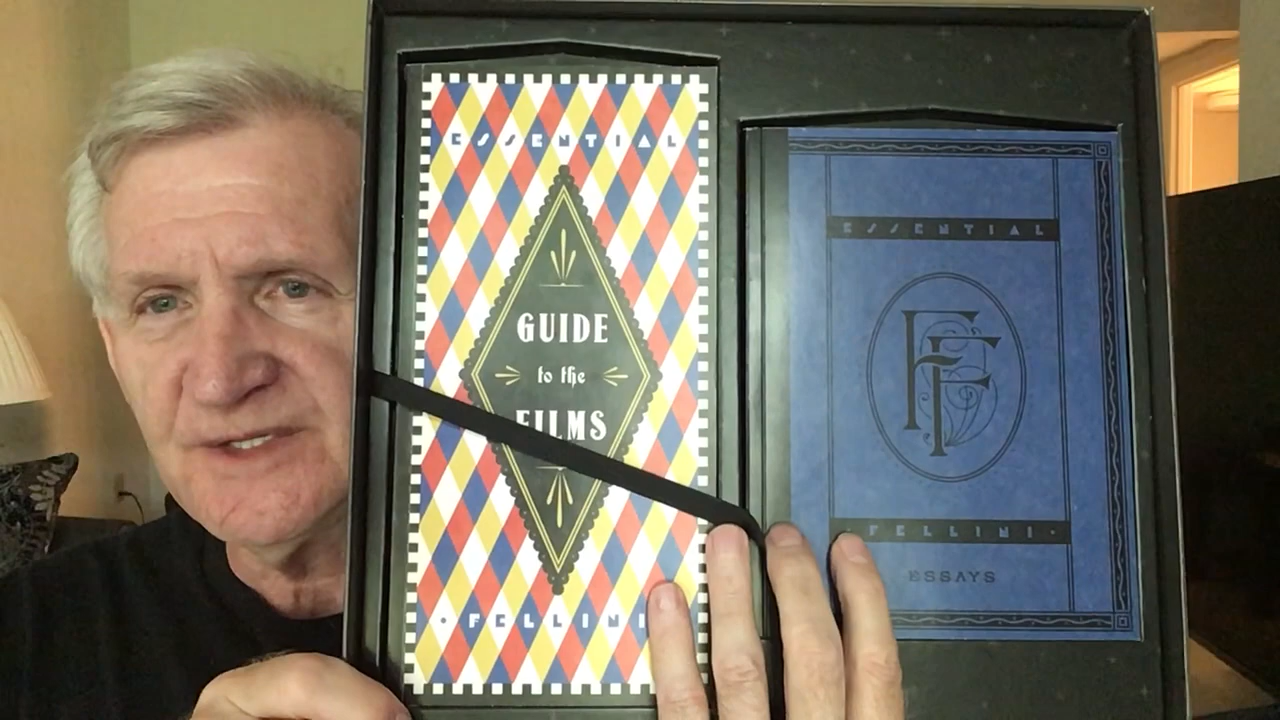 ESSENTIAL
GUIDE
to the
FILMS
• FELLINI
ESSENTIAL
FF
• FELLINI •
ESSAYS